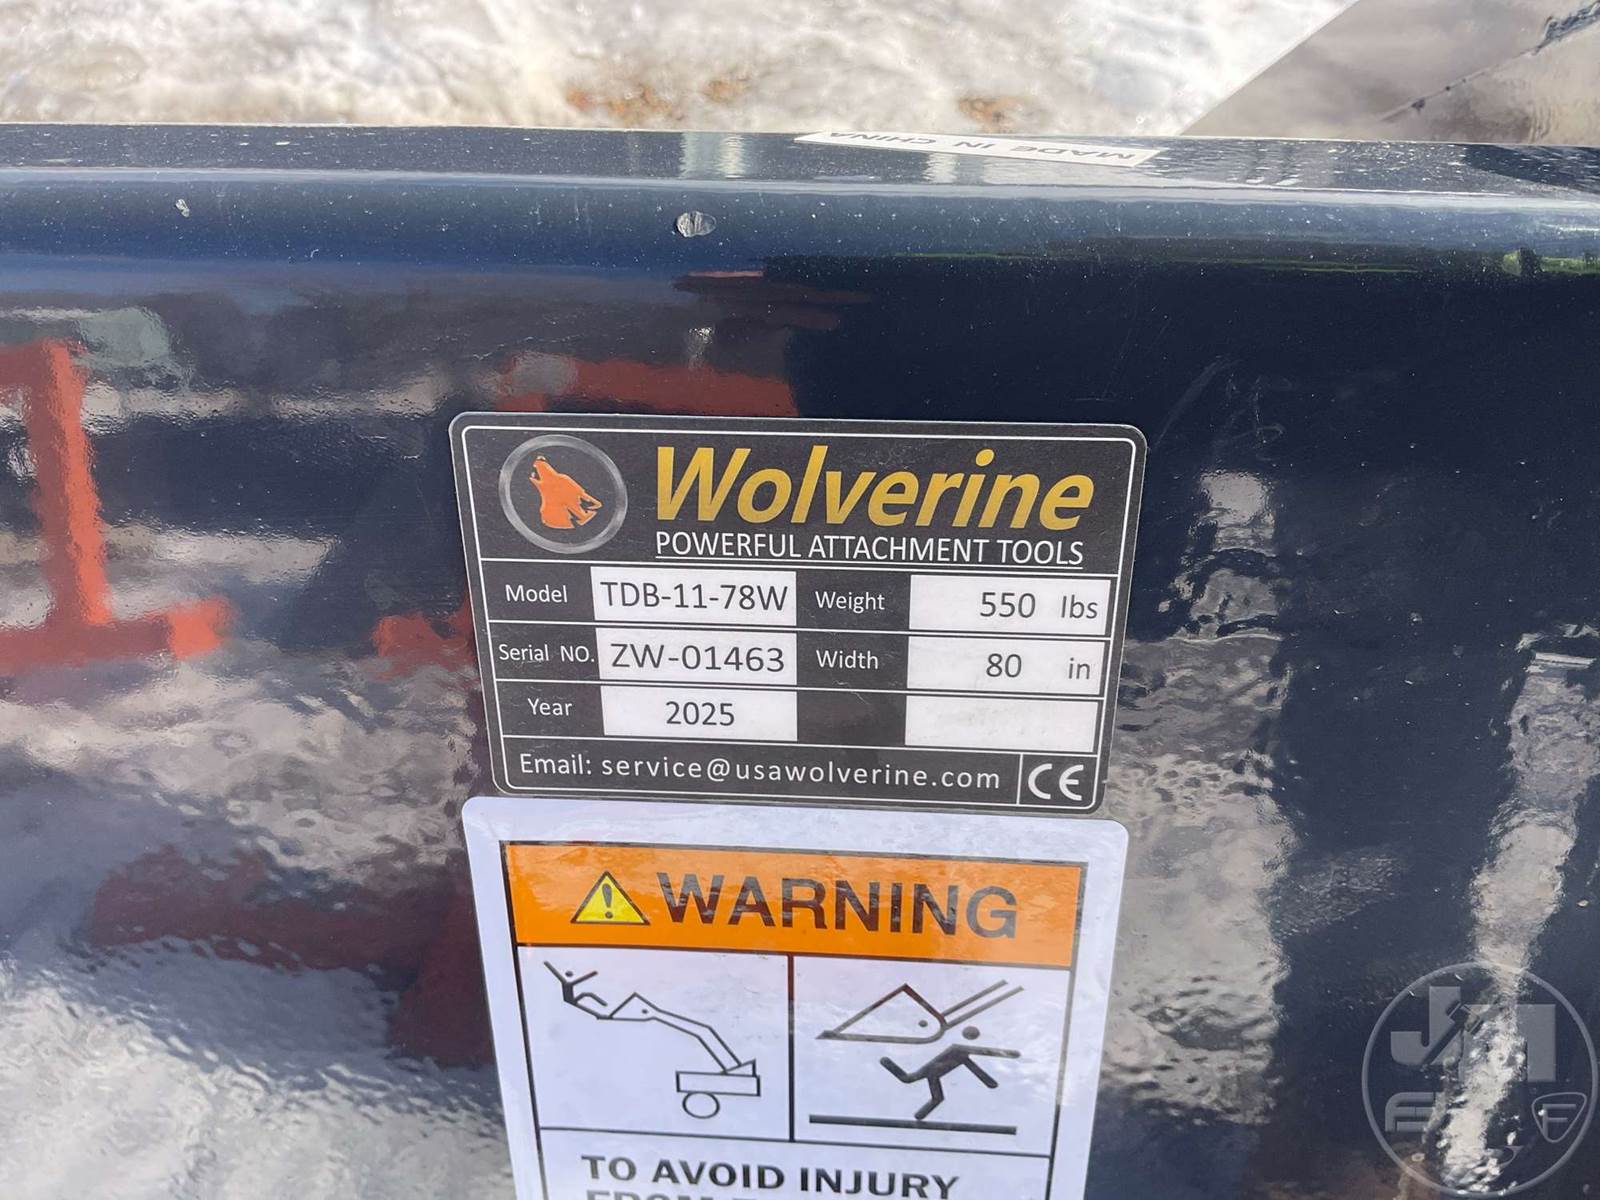 MADE IN CHINA
Wolverine
POWERFUL ATTACHMENT TOOLS
Model TDB-11-78W Weight 550 lbs
Serial NO. ZW-01463 Width 80 in
Year 2025
Email: service@usawolverine.com CE
WARNING
TO AVOID INJURY
JM
F